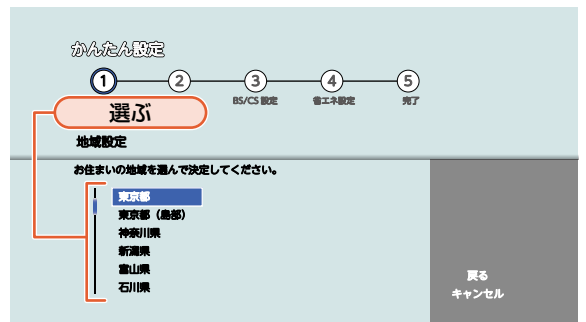 かんたん設定
1 2 3 4 5
BS/CS設定 省エネ設定 完了
選ぶ
地域設定
お住まいの地域を選んで決定してください。
東京都
東京都（島部）
神奈川県
新潟県
富山県
石川県
戻る
キャンセル